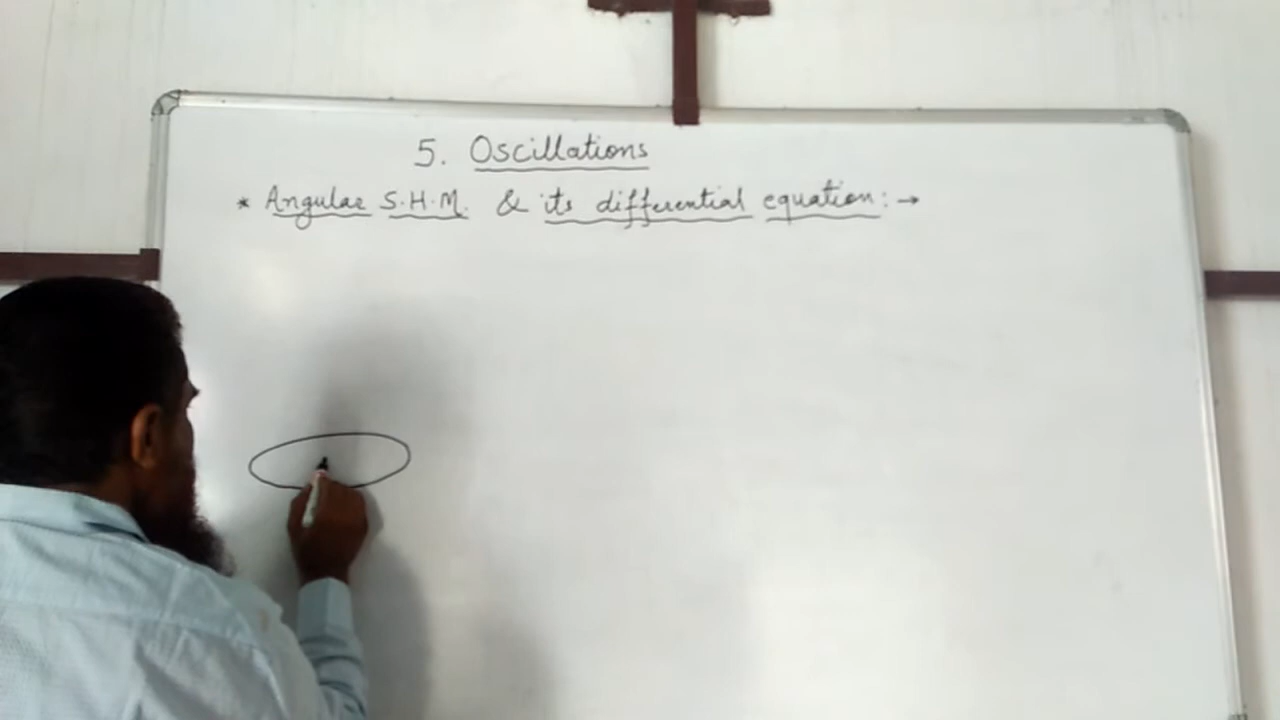 5. Oscillations
* Angular S.H.M. & its differential equation:→